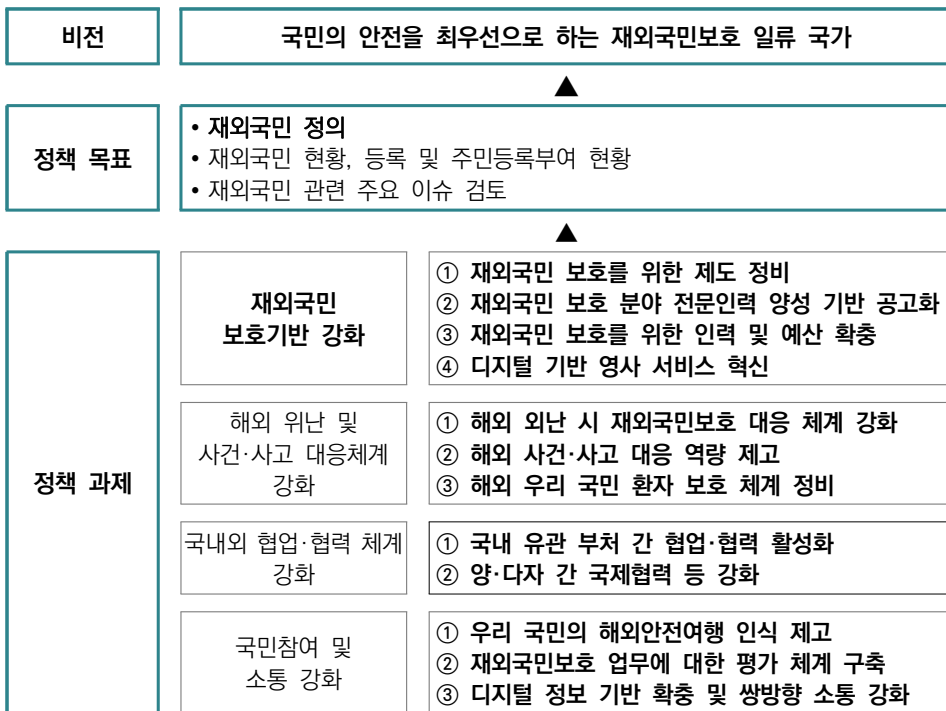 비전
국민의 안전을 최우선으로 하는 재외국민보호 일류 국가
▲
정책 목표
• 재외국민 정의
• 재외국민 현황, 등록 및 주민등록부여 현황
• 재외국민 관련 주요 이슈 검토
▲
정책 과제
재외국민
보호기반 강화
① 재외국민 보호를 위한 제도 정비
② 재외국민 보호 분야 전문인력 양성 기반 공고화
③ 재외국민 보호를 위한 인력 및 예산 확충
④ 디지털 기반 영사 서비스 혁신
해외 위난 및
사건·사고 대응체계
강화
① 해외 외난 시 재외국민보호 대응 체계 강화
② 해외 사건·사고 대응 역량 제고
③ 해외 우리 국민 환자 보호 체계 정비
국내외 협업·협력 체계
강화
① 국내 유관 부처 간 협업·협력 활성화
② 양·다자 간 국제협력 등 강화
국민참여 및
소통 강화
① 우리 국민의 해외안전여행 인식 제고
② 재외국민보호 업무에 대한 평가 체계 구축
③ 디지털 정보 기반 확충 및 쌍방향 소통 강화